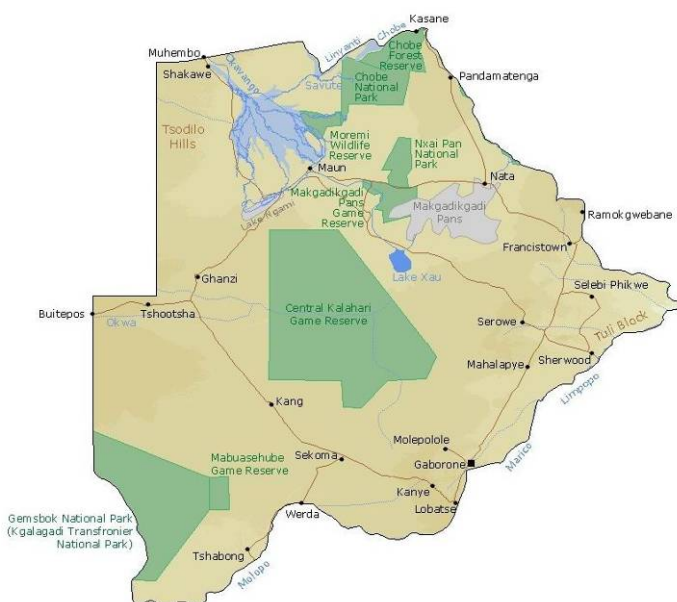 Kasane
Chobe
Linyanti
Chobe
Forest
Reserve
Muhembo
Shakawe
Okavango
Savute
Chobe
National
Park
Pandamatenga
Tsodilo
Hills
Moremi
Wildlife
Reserve
Nxai Pan
National
Park
Maun
Nata
Makgadikgadi
Pans
Game
Reserve
Makgadikgadi
Pans
Lake Ngami
Ramokgwebane
Francistown
Lake Xau
Ghanzi
Selebi Phikwe
Buitepos
Tshootsha
Okwa
Central Kalahari
Game Reserve
Serowe
Tuli Block
Sherwood
Mahalapye
Limpopo
Kang
Molepolole
Marico
Mabuasehube
Game Reserve
Sekoma
Gaborone
Kanye
Lobatse
Werda
Gemsbok National Park
(Kgalagadi Transfronier
National Park)
Tshabong
Molopo